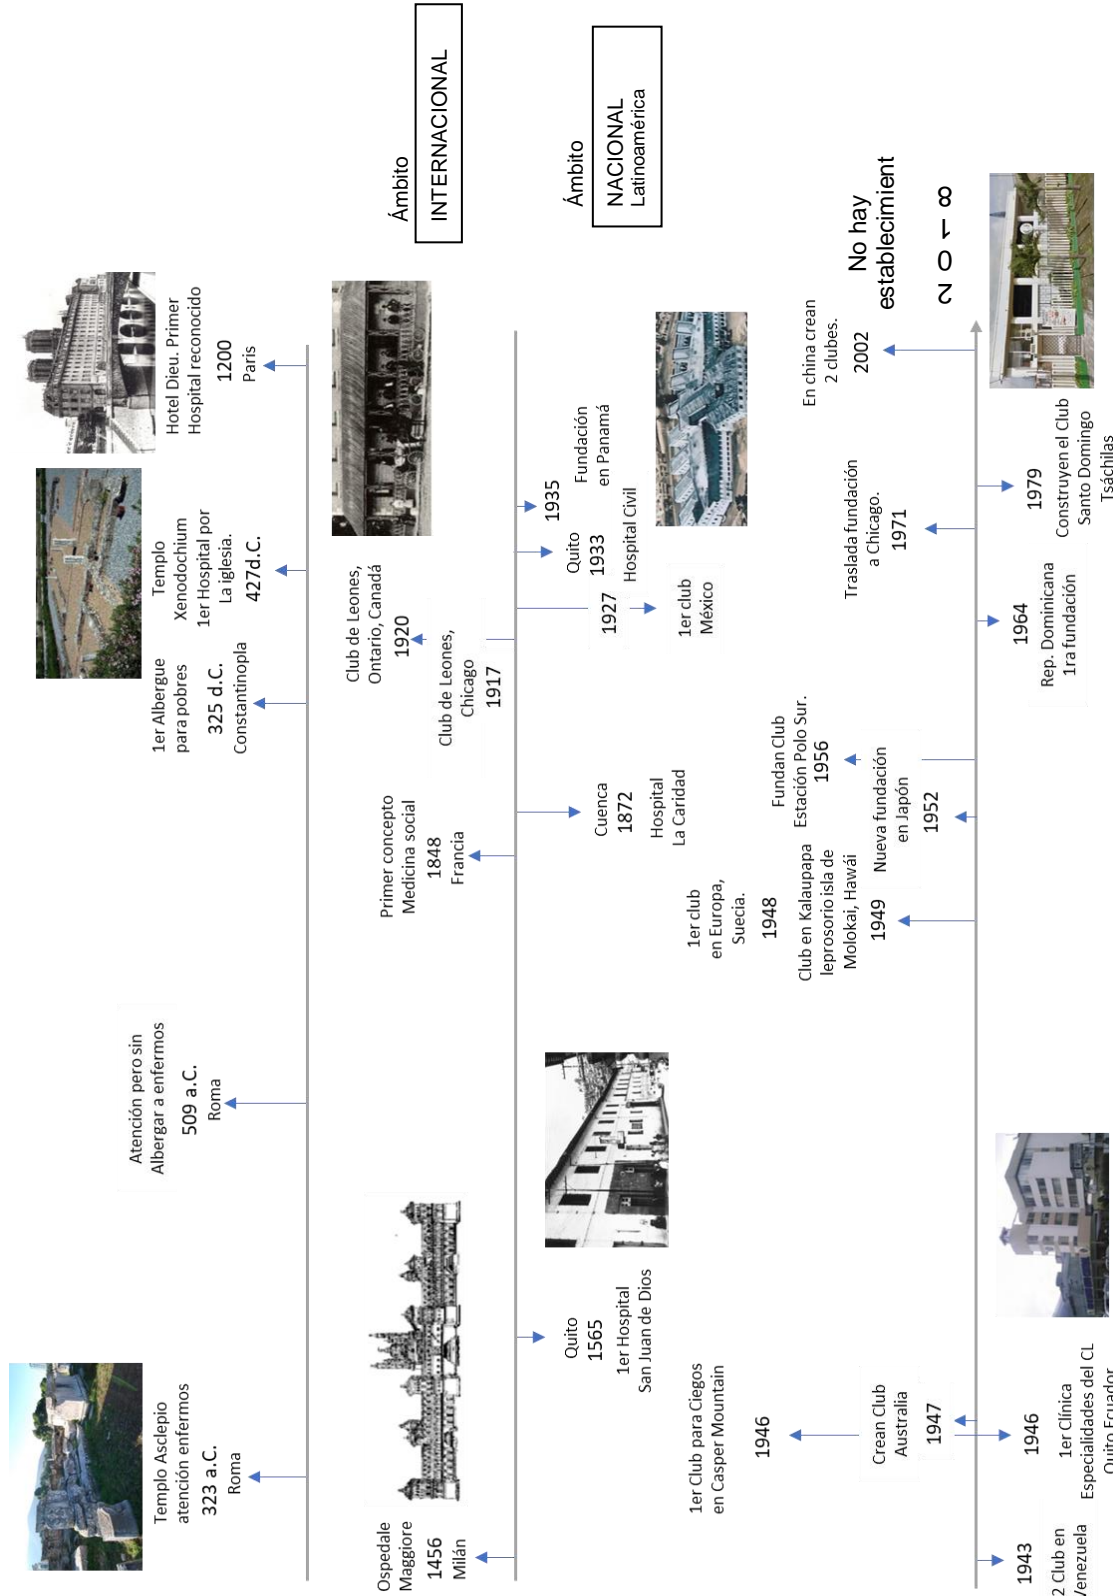 Templo Asclepio
atención enfermos
323 a.C.
Roma
Atención pero sin
Albergar a enfermos
509 a.C.
Roma
1er Albergue
para pobres
325 d.C.
Constantinopla
Templo
Xenodochium
1er Hospital por
La iglesia.
427d.C.
Hotel Dieu. Primer
Hospital reconocido
1200
Paris
Ámbito
INTERNACIONAL
Ospedale
Maggiore
1456
Milán
Primer concepto
Medicina social
1848
Francia
Club de Leones,
Chicago
1917
Club de Leones,
Ontario, Canadá
1920
Quito
1565
1er Hospital
San Juan de Dios
Cuenca
1872
Hospital
La Caridad
1927
1er club
México
Quito
1933
Hospital Civil
1935
Fundación
en Panamá
Ámbito
NACIONAL
Latinoamérica
1er Club para Ciegos
en Casper Mountain
1946
Crean Club
Australia
1947
1er club
en Europa,
Suecia.
1948
Club en Kalaupapa
leprosorio isla de
Molokai, Hawái
1949
Nueva fundación
en Japón
1952
Fundan Club
Estación Polo Sur.
1956
Traslada fundación
a Chicago.
1971
En china crean
2 clubes.
2002
No hay
establecimient
2018
1943
2 Club en
Venezuela
1946
1er Clínica
Especialidades del CL
Quito Ecuador
1964
Rep. Dominicana
1ra fundación
1979
Construyen el Club
Santo Domingo
Tsáchilas